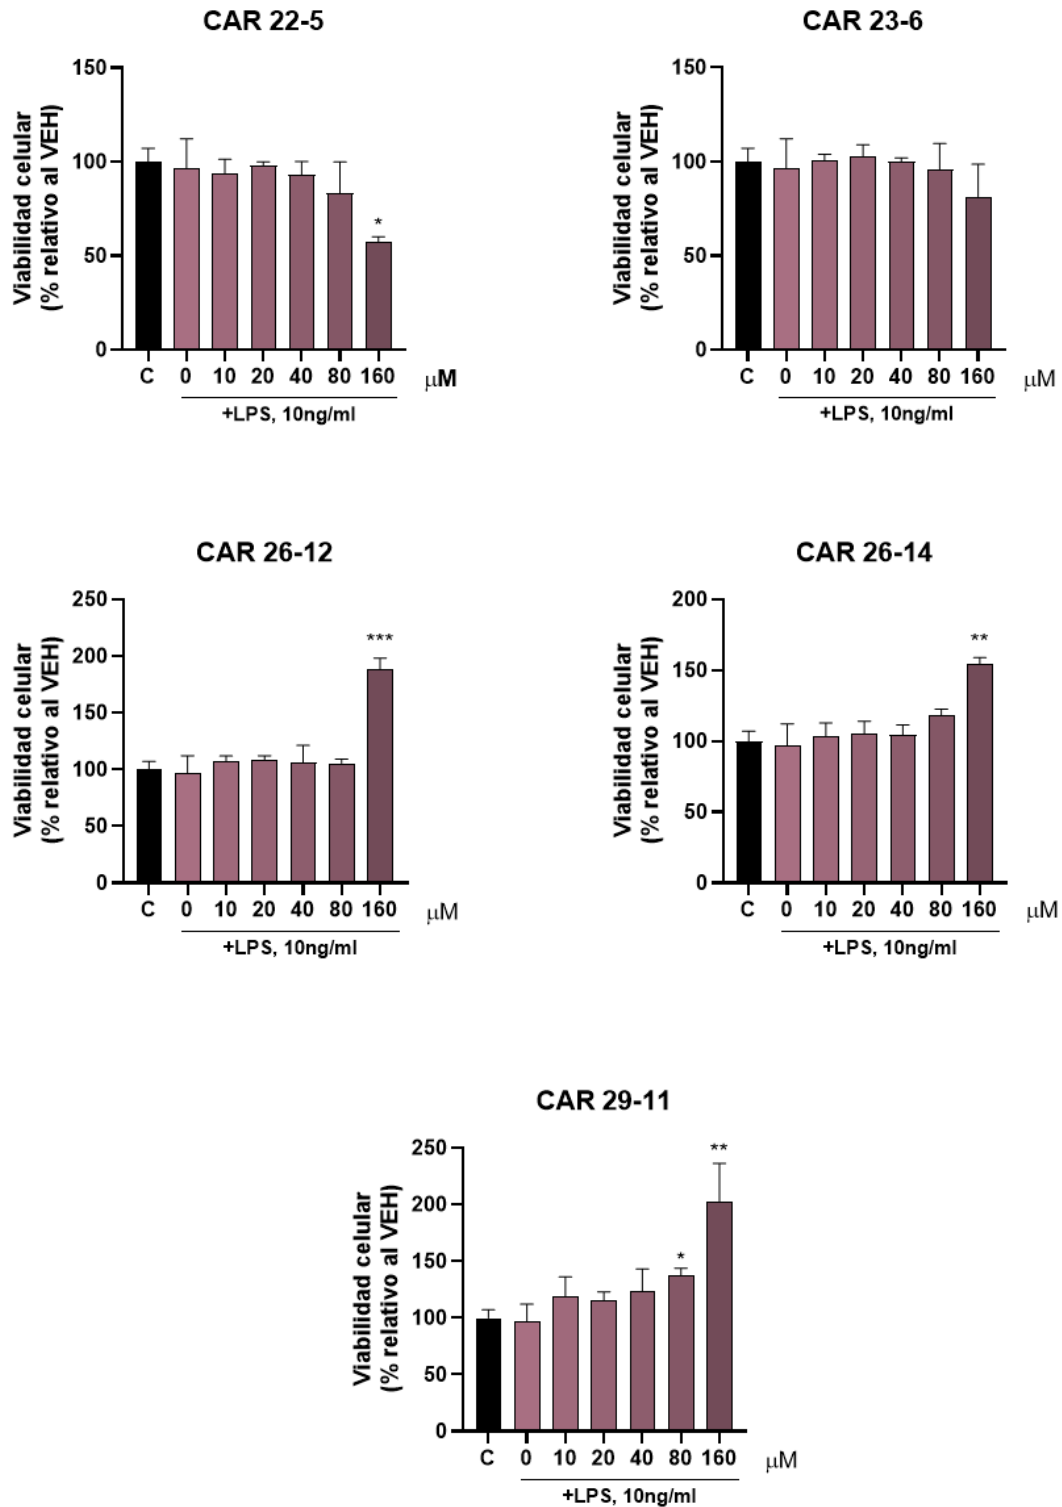 CAR 22-5
Viabilidad celular
(% relativo al VEH)
150
100
50
0
*
C 0 10 20 40 80 160 μM
+LPS, 10ng/ml
CAR 23-6
Viabilidad celular
(% relativo al VEH)
150
100
50
0
C 0 10 20 40 80 160 μM
+LPS, 10ng/ml
CAR 26-12
Viabilidad celular
(% relativo al VEH)
250
200
150
100
50
0
***
C 0 10 20 40 80 160 μM
+LPS, 10ng/ml
CAR 26-14
Viabilidad celular
(% relativo al VEH)
200
150
100
50
0
**
C 0 10 20 40 80 160 μM
+LPS, 10ng/ml
CAR 29-11
Viabilidad celular
(% relativo al VEH)
250
200
150
100
50
0
* **
C 0 10 20 40 80 160 μM
+LPS, 10ng/ml